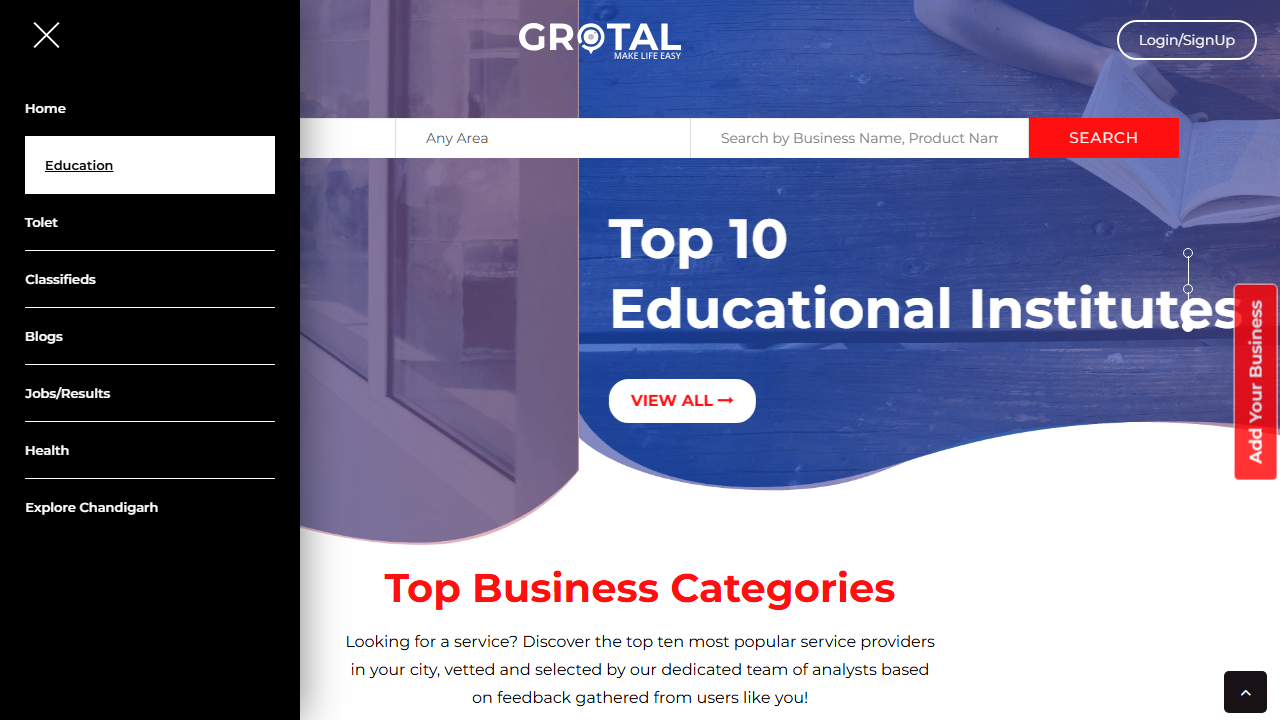 GROTAL
MAKE LIFE EASY
Login/SignUp
Home
Education
Tolet
Classifieds
Blogs
Jobs/Results
Health
Explore Chandigarh
Any Area
Search by Business Name, Product Nam
SEARCH
Top 10
Educational Institutes
VIEW ALL
Add Your Business
Top Business Categories
Looking for a service? Discover the top ten most popular service providers
in your city, vetted and selected by our dedicated team of analysts based
on feedback gathered from users like you!